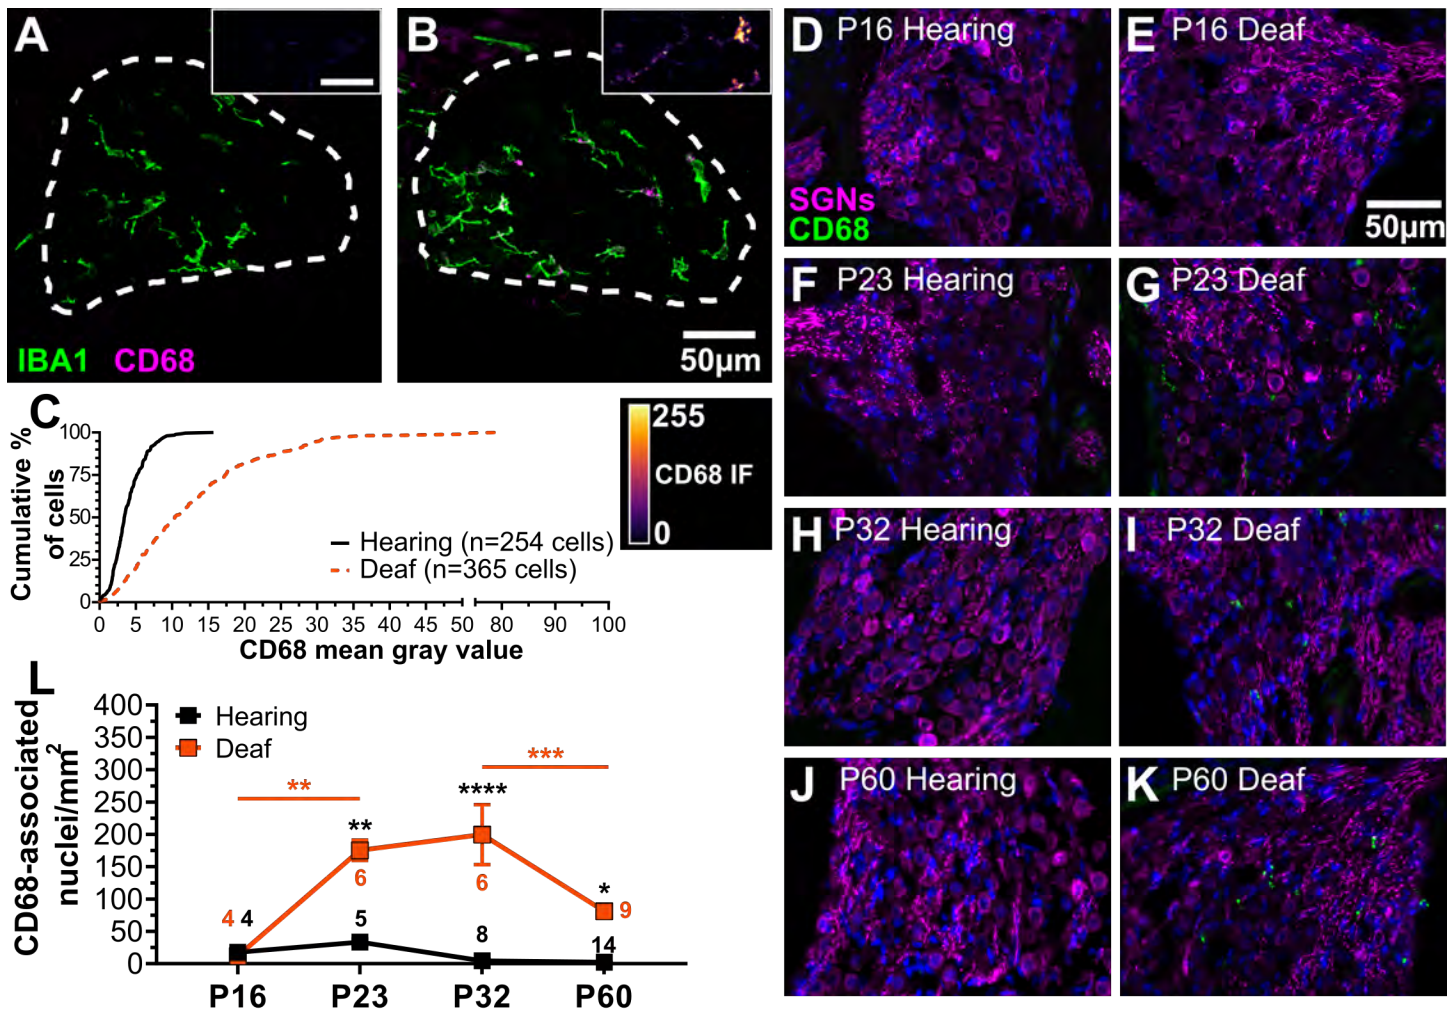 A
B
IBA1 CD68
50µm
C
Cumulative %
of cells
100
75
50
25
0
Hearing (n=254 cells)
Deaf (n=365 cells)
0 5 10 15 20 25 30 35 40 45 50 80 90 100
CD68 mean gray value
255
CD68 IF
0
L
CD68-associated
nuclei/mm²
400
350
300
250
200
150
100
50
0
Hearing
Deaf
**
***
**
****
*
4 4
6
5
6
8
9
14
P16 P23 P32 P60
D P16 Hearing
SGNs
CD68
E P16 Deaf
50µm
F P23 Hearing
G P23 Deaf
H P32 Hearing
I P32 Deaf
J P60 Hearing
K P60 Deaf